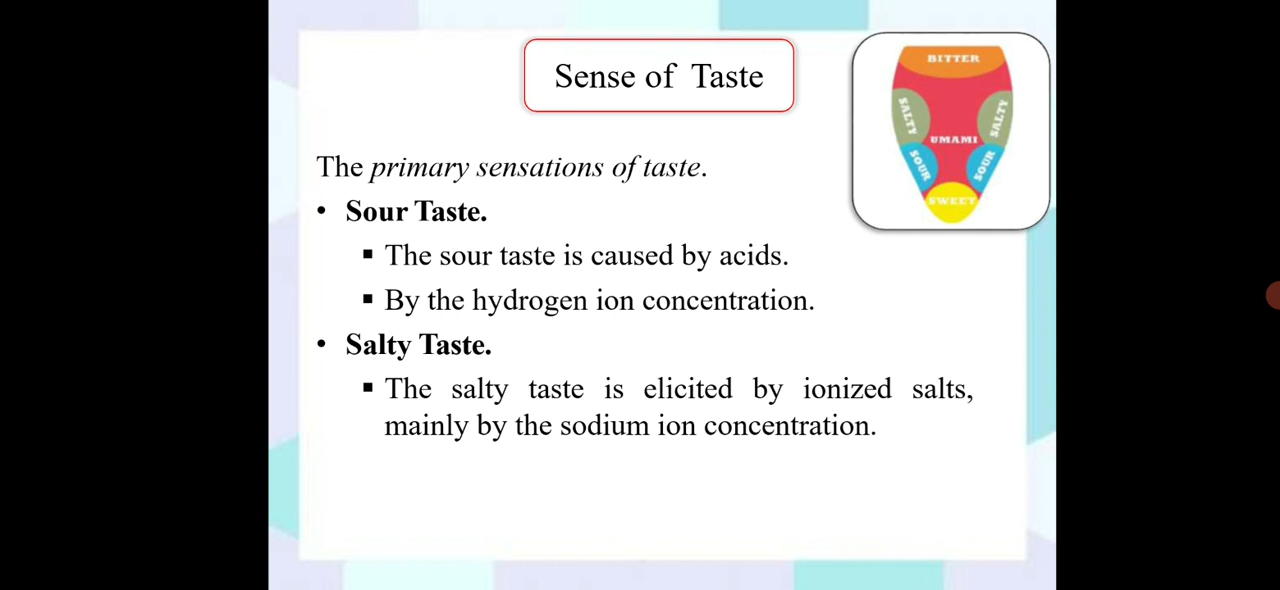 Sense of Taste
BITTER
SALTY
SALTY
UMAMI
SOUR
SOUR
SWEET
The primary sensations of taste.
• Sour Taste.
▪ The sour taste is caused by acids.
▪ By the hydrogen ion concentration.
• Salty Taste.
▪ The salty taste is elicited by ionized salts,
mainly by the sodium ion concentration.